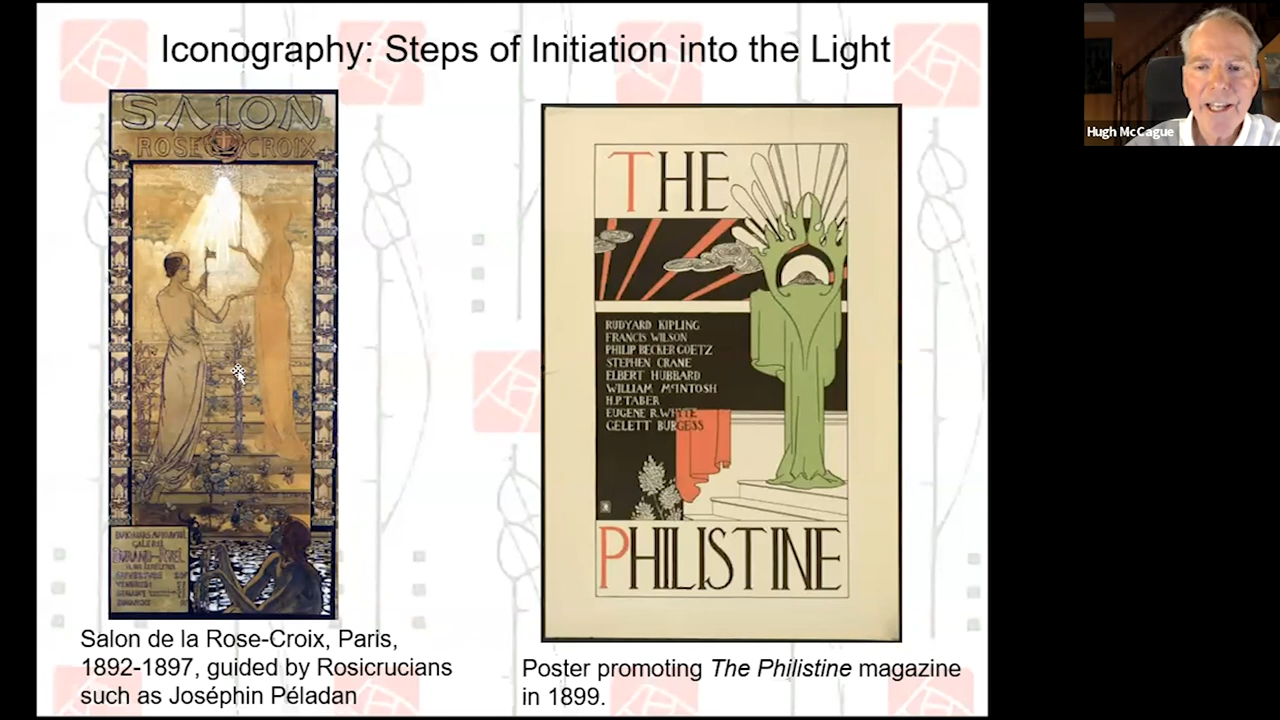 Iconography: Steps of Initiation into the Light
SALON
ROSE CROIX
DURAND-RUEL
Salon de la Rose-Croix, Paris,
1892-1897, guided by Rosicrucians
such as Joséphin Péladan
THE
RUDYARD KIPLING
FRANCIS WILSON
PHILIP BECKER GOETZ
STEPHEN CRANE
ELBERT HUBBARD
WILLIAM McINTOSH
H.P. TABER
EUGENE R. WHITE
GELETT BURGESS
PHILISTINE
Poster promoting The Philistine magazine
in 1899.
Hugh McCague